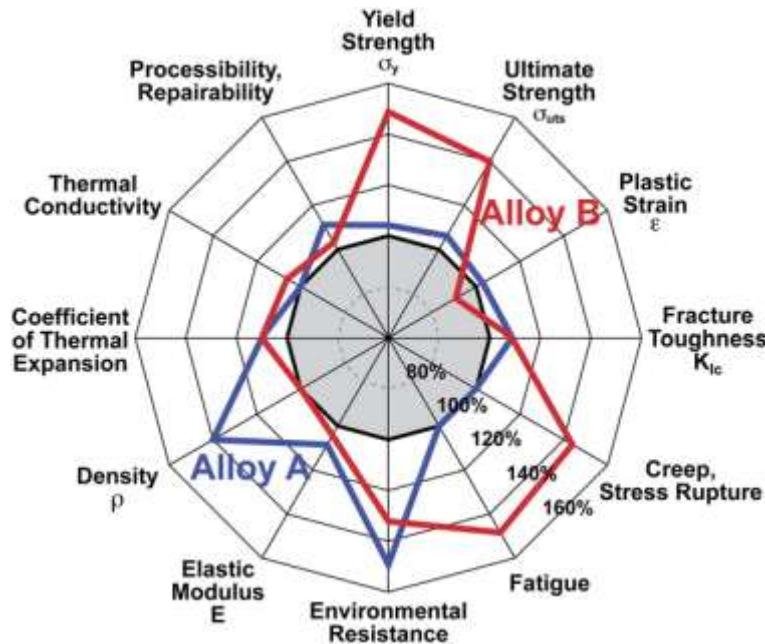 Yield
Strength
σy
Ultimate
Strength
σuts
Plastic
Strain
ε
Fracture
Toughness
KIc
Creep,
Stress Rupture
Fatigue
Environmental
Resistance
Elastic
Modulus
E
Density
ρ
Coefficient
of Thermal
Expansion
Thermal
Conductivity
Processibility,
Repairability
Alloy B
Alloy A
80%
100%
120%
140%
160%